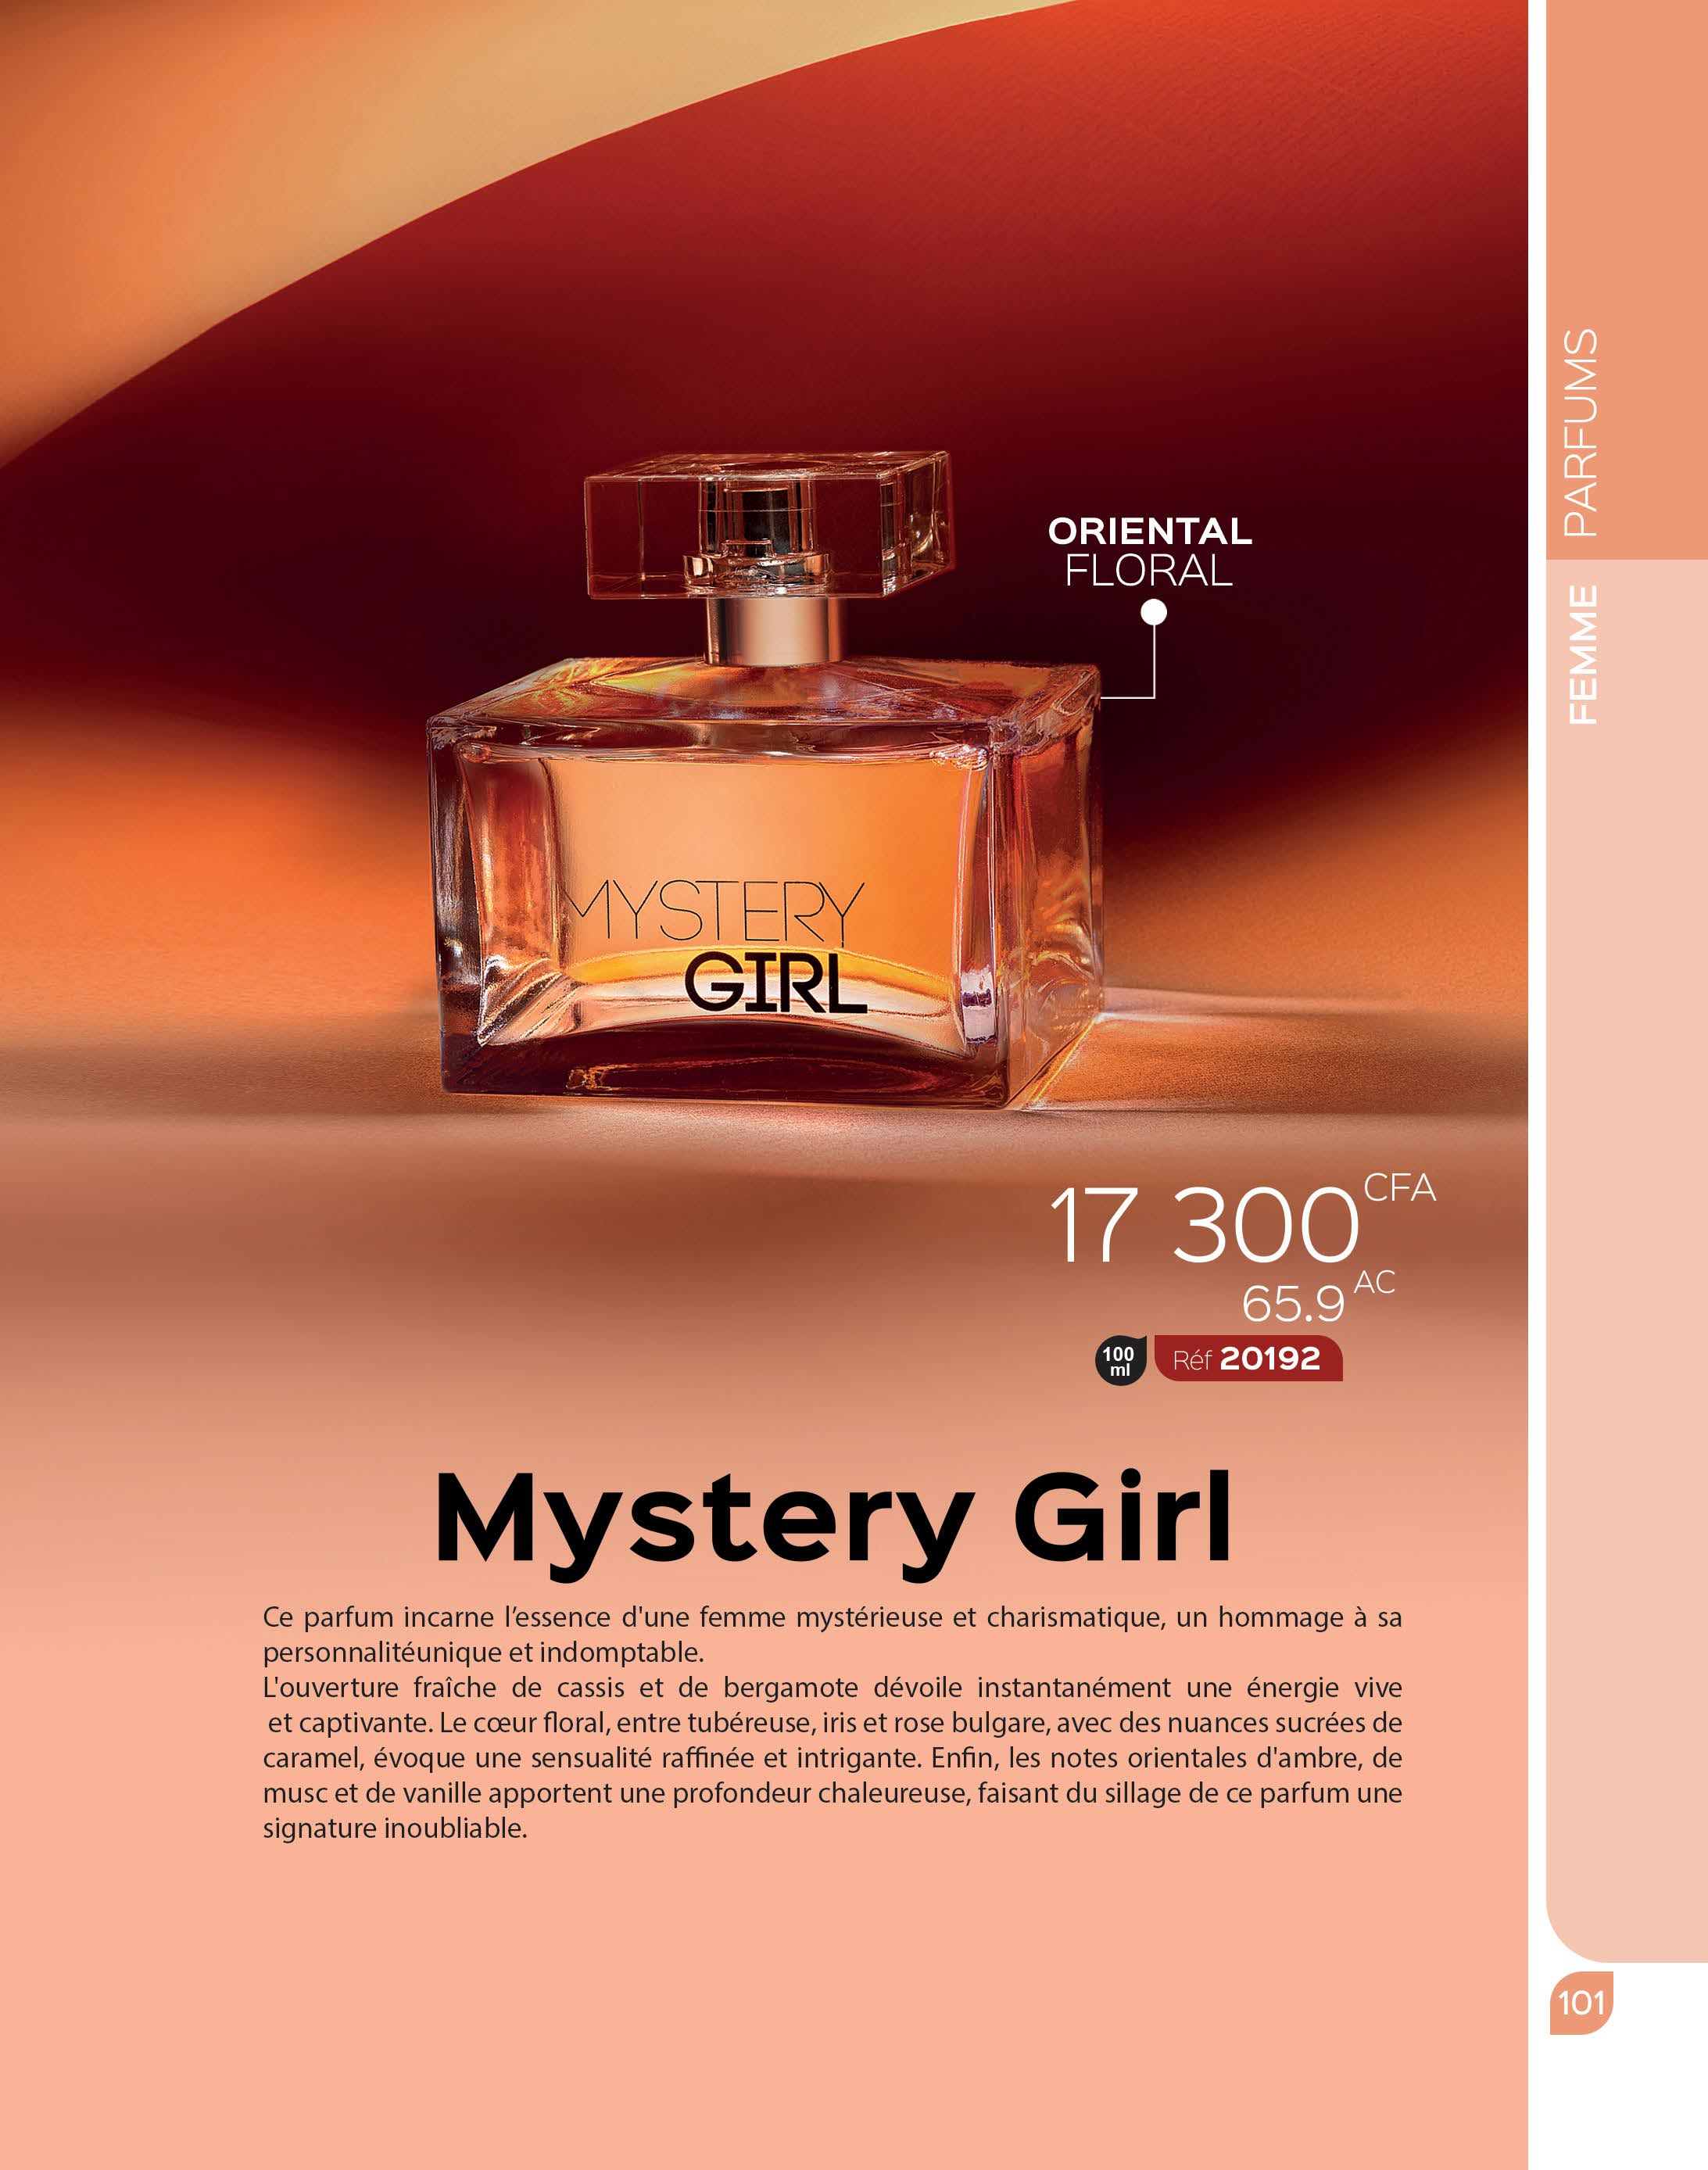 PARFUMS
FEMME
ORIENTAL
FLORAL
MYSTERY
GIRL
17 300 CFA
65.9 AC
100
ml
Réf 20192
Mystery Girl
Ce parfum incarne l’essence d'une femme mystérieuse et charismatique, un hommage à sa
personnalitéunique et indomptable.
L'ouverture fraîche de cassis et de bergamote dévoile instantanément une énergie vive
et captivante. Le cœur floral, entre tubéreuse, iris et rose bulgare, avec des nuances sucrées de
caramel, évoque une sensualité raffinée et intrigante. Enfin, les notes orientales d'ambre, de
musc et de vanille apportent une profondeur chaleureuse, faisant du sillage de ce parfum une
signature inoubliable.
101